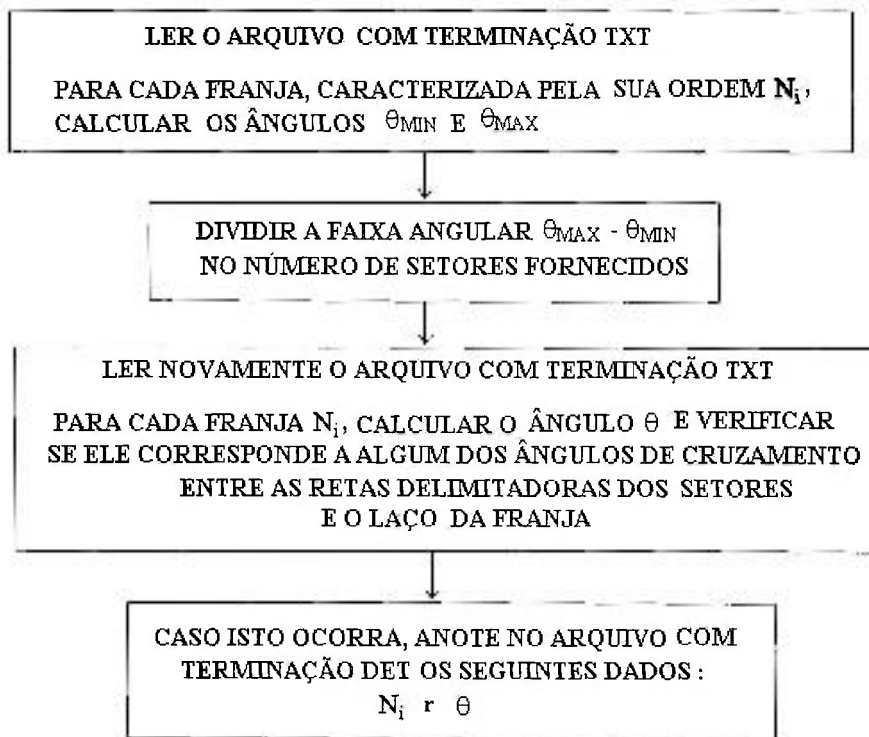 LER O ARQUIVO COM TERMINAÇÃO TXT
PARA CADA FRANJA, CARACTERIZADA PELA SUA ORDEM Nᵢ,
CALCULAR OS ÂNGULOS θMIN E θMAX
DIVIDIR A FAIXA ANGULAR θMAX - θMIN
NO NÚMERO DE SETORES FORNECIDOS
LER NOVAMENTE O ARQUIVO COM TERMINAÇÃO TXT
PARA CADA FRANJA Nᵢ, CALCULAR O ÂNGULO θ E VERIFICAR
SE ELE CORRESPONDE A ALGUM DOS ÂNGULOS DE CRUZAMENTO
ENTRE AS RETAS DELIMITADORAS DOS SETORES
E O LAÇO DA FRANJA
CASO ISTO OCORRA, ANOTE NO ARQUIVO COM
TERMINAÇÃO DET OS SEGUINTES DADOS :
Nᵢ r θ